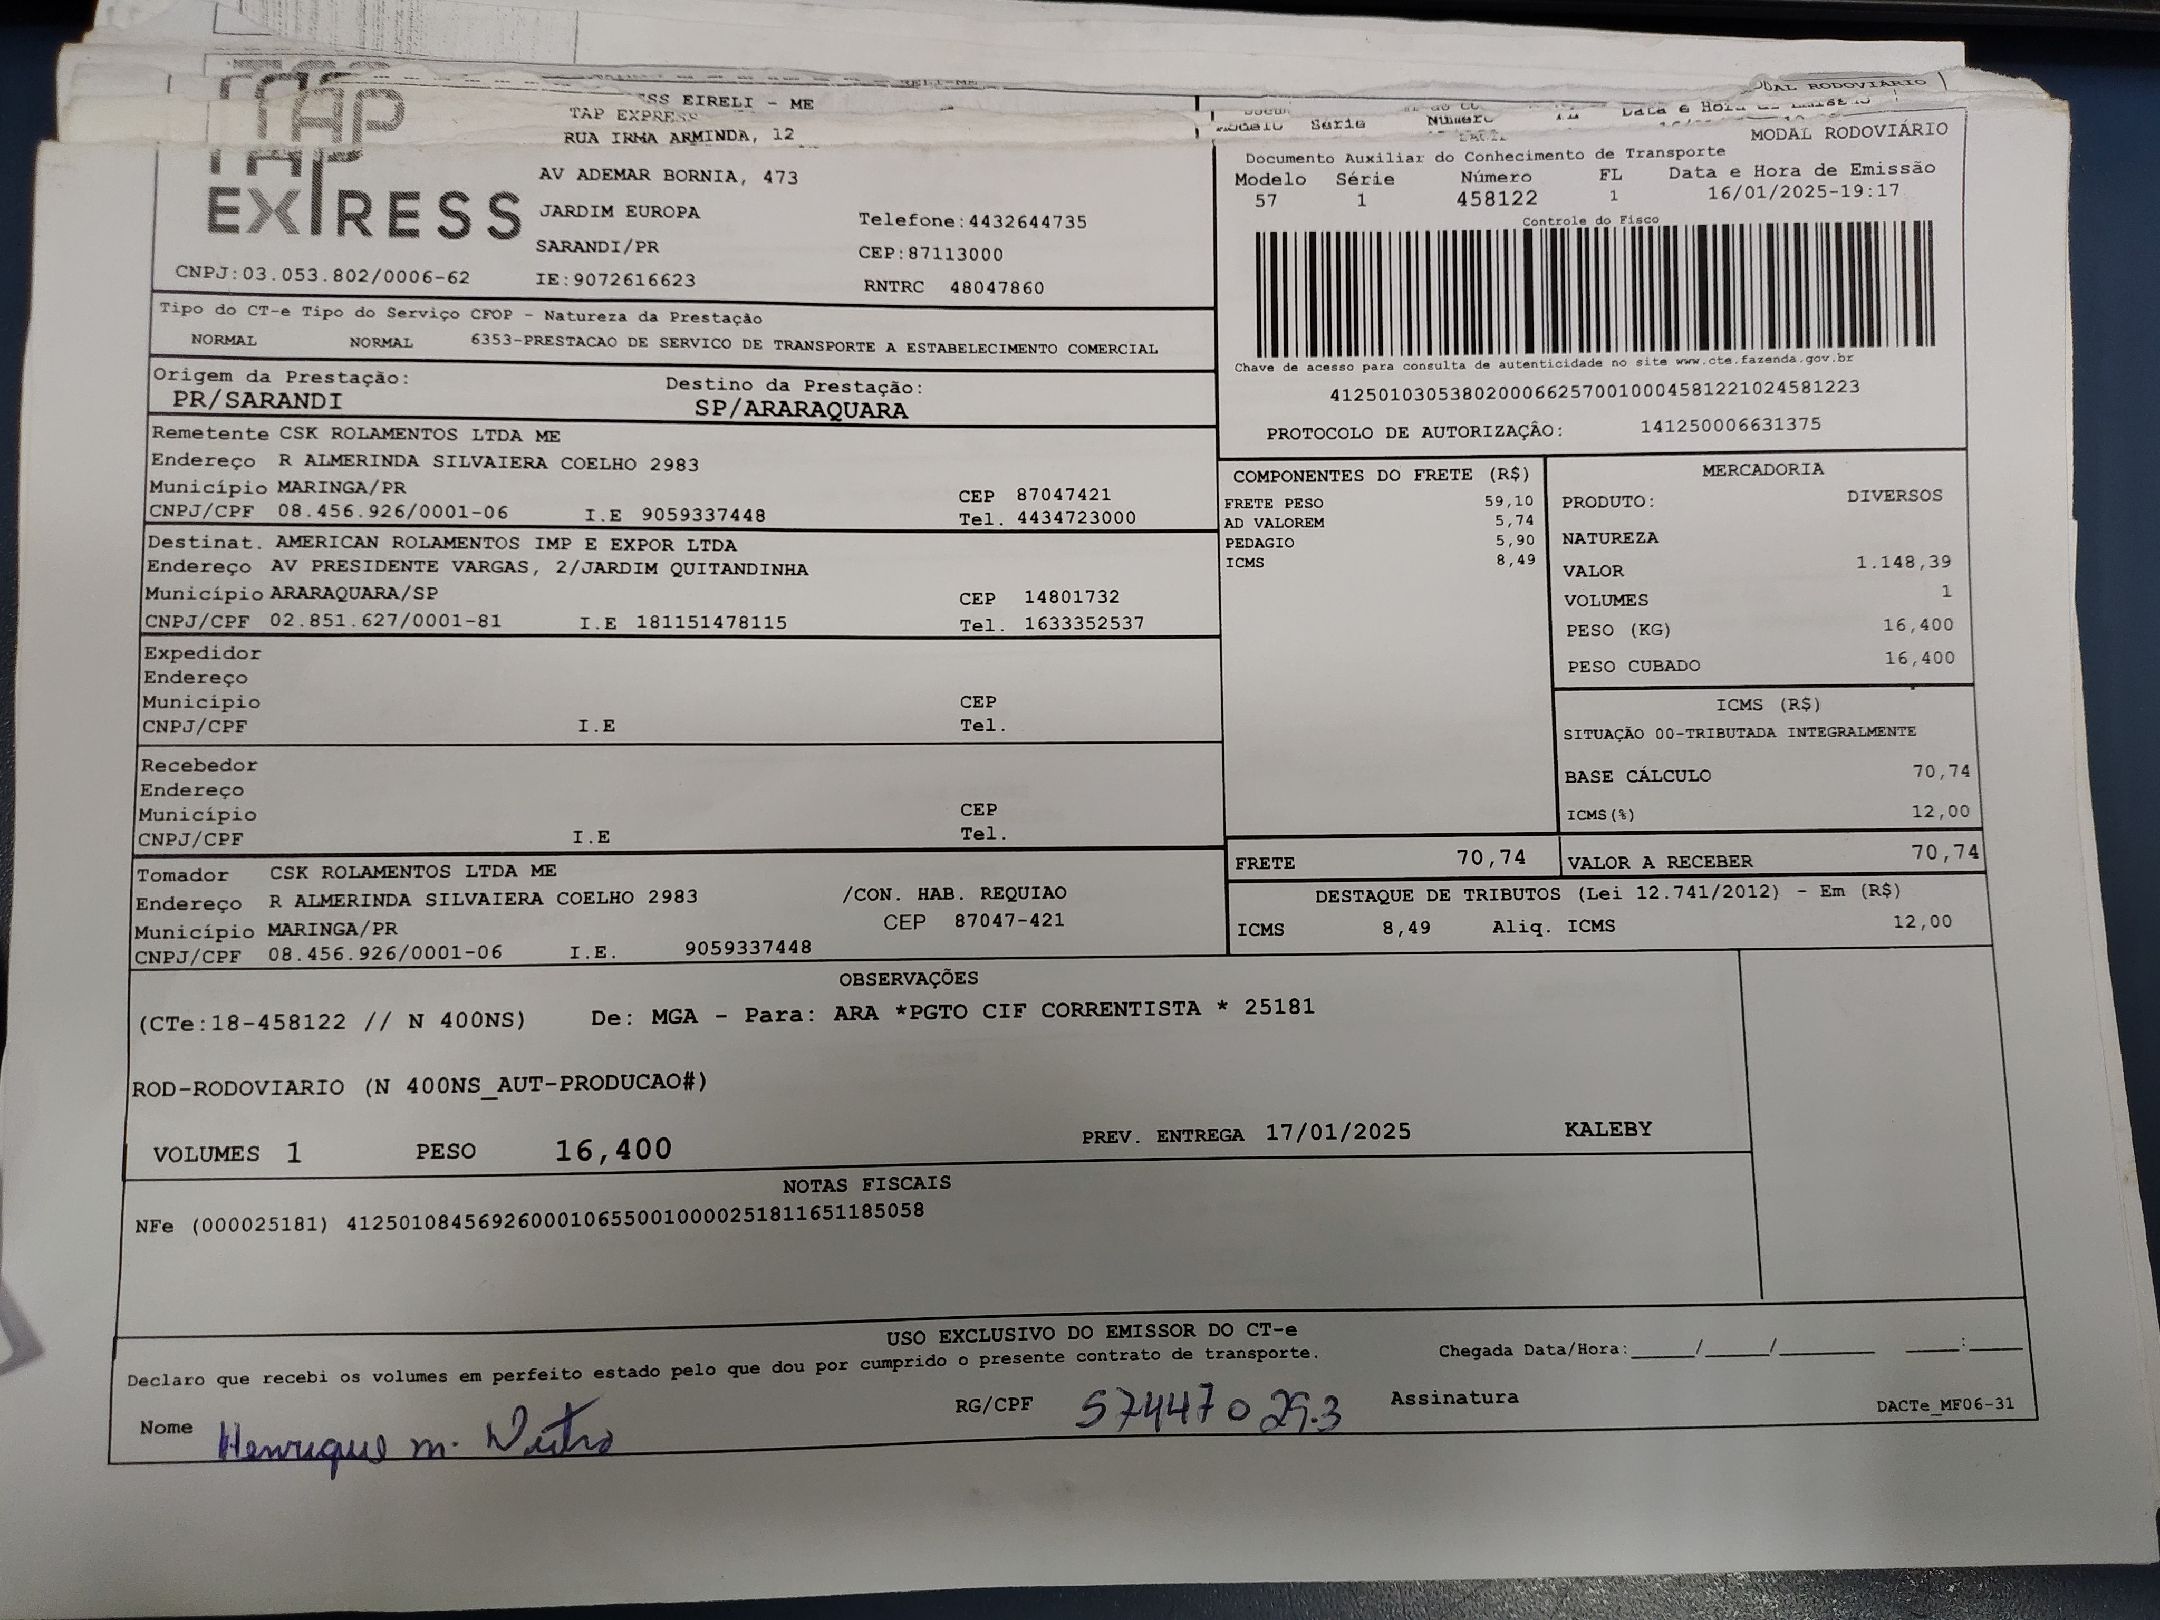 TAP
EXPRESS
SS EIRELI - ME
TAP EXPRESS
RUA IRMA ARMINDA, 12
AV ADEMAR BORNIA, 473
JARDIM EUROPA
Telefone:4432644735
SARANDI/PR
CEP:87113000
CNPJ:03.053.802/0006-62
IE:9072616623
RNTRC 48047860
MODAL RODOVIÁRIO
Série Número
Data e Hora
MODAL RODOVIÁRIO
Documento Auxiliar do Conhecimento de Transporte
Modelo Série Número FL Data e Hora de Emissão
57 1 458122 1 16/01/2025-19:17
Controle do Fisco
Chave de acesso para consulta de autenticidade no site www.cte.fazenda.gov.br
41250103053802000662570010004581221024581223
PROTOCOLO DE AUTORIZAÇÂO: 141250006631375
Tipo do CT-e Tipo do Serviço CFOP - Natureza da Prestação
NORMAL NORMAL 6353-PRESTACAO DE SERVICO DE TRANSPORTE A ESTABELECIMENTO COMERCIAL
Origem da Prestação: Destino da Prestação:
PR/SARANDI SP/ARARAQUARA
Remetente CSK ROLAMENTOS LTDA ME
Endereço R ALMERINDA SILVAIERA COELHO 2983
Município MARINGA/PR CEP 87047421
CNPJ/CPF 08.456.926/0001-06 I.E 9059337448 Tel. 4434723000
Destinat. AMERICAN ROLAMENTOS IMP E EXPOR LTDA
Endereço AV PRESIDENTE VARGAS, 2/JARDIM QUITANDINHA
Município ARARAQUARA/SP CEP 14801732
CNPJ/CPF 02.851.627/0001-81 I.E 181151478115 Tel. 1633352537
Expedidor
Endereço
Município CEP
CNPJ/CPF I.E Tel.
Recebedor
Endereço
Município CEP
CNPJ/CPF I.E Tel.
Tomador CSK ROLAMENTOS LTDA ME
Endereço R ALMERINDA SILVAIERA COELHO 2983 /CON. HAB. REQUIAO
Município MARINGA/PR CEP 87047-421
CNPJ/CPF 08.456.926/0001-06 I.E. 9059337448
COMPONENTES DO FRETE (R$)
FRETE PESO 59,10
AD VALOREM 5,74
PEDAGIO 5,90
ICMS 8,49
MERCADORIA
PRODUTO: DIVERSOS
NATUREZA
VALOR 1.148,39
VOLUMES 1
PESO (KG) 16,400
PESO CUBADO 16,400
ICMS (R$)
SITUAÇÃO 00-TRIBUTADA INTEGRALMENTE
BASE CÁLCULO 70,74
ICMS(%) 12,00
FRETE 70,74 VALOR A RECEBER 70,74
DESTAQUE DE TRIBUTOS (Lei 12.741/2012) - Em (R$)
ICMS 8,49 Aliq. ICMS 12,00
OBSERVAÇÕES
(CTe:18-458122 // N 400NS) De: MGA - Para: ARA *PGTO CIF CORRENTISTA * 25181
ROD-RODOVIARIO (N 400NS_AUT-PRODUCAO#)
VOLUMES 1 PESO 16,400 PREV. ENTREGA 17/01/2025 KALEBY
NOTAS FISCAIS
NFe (000025181) 41250108456926000106550010000251811651185058
USO EXCLUSIVO DO EMISSOR DO CT-e
Declaro que recebi os volumes em perfeito estado pelo que dou por cumprido o presente contrato de transporte.
Chegada Data/Hora:_____/_____/________ ____:____
Nome Henrique m. RG/CPF 574470 29.3 Assinatura
DACTe_MF06-31